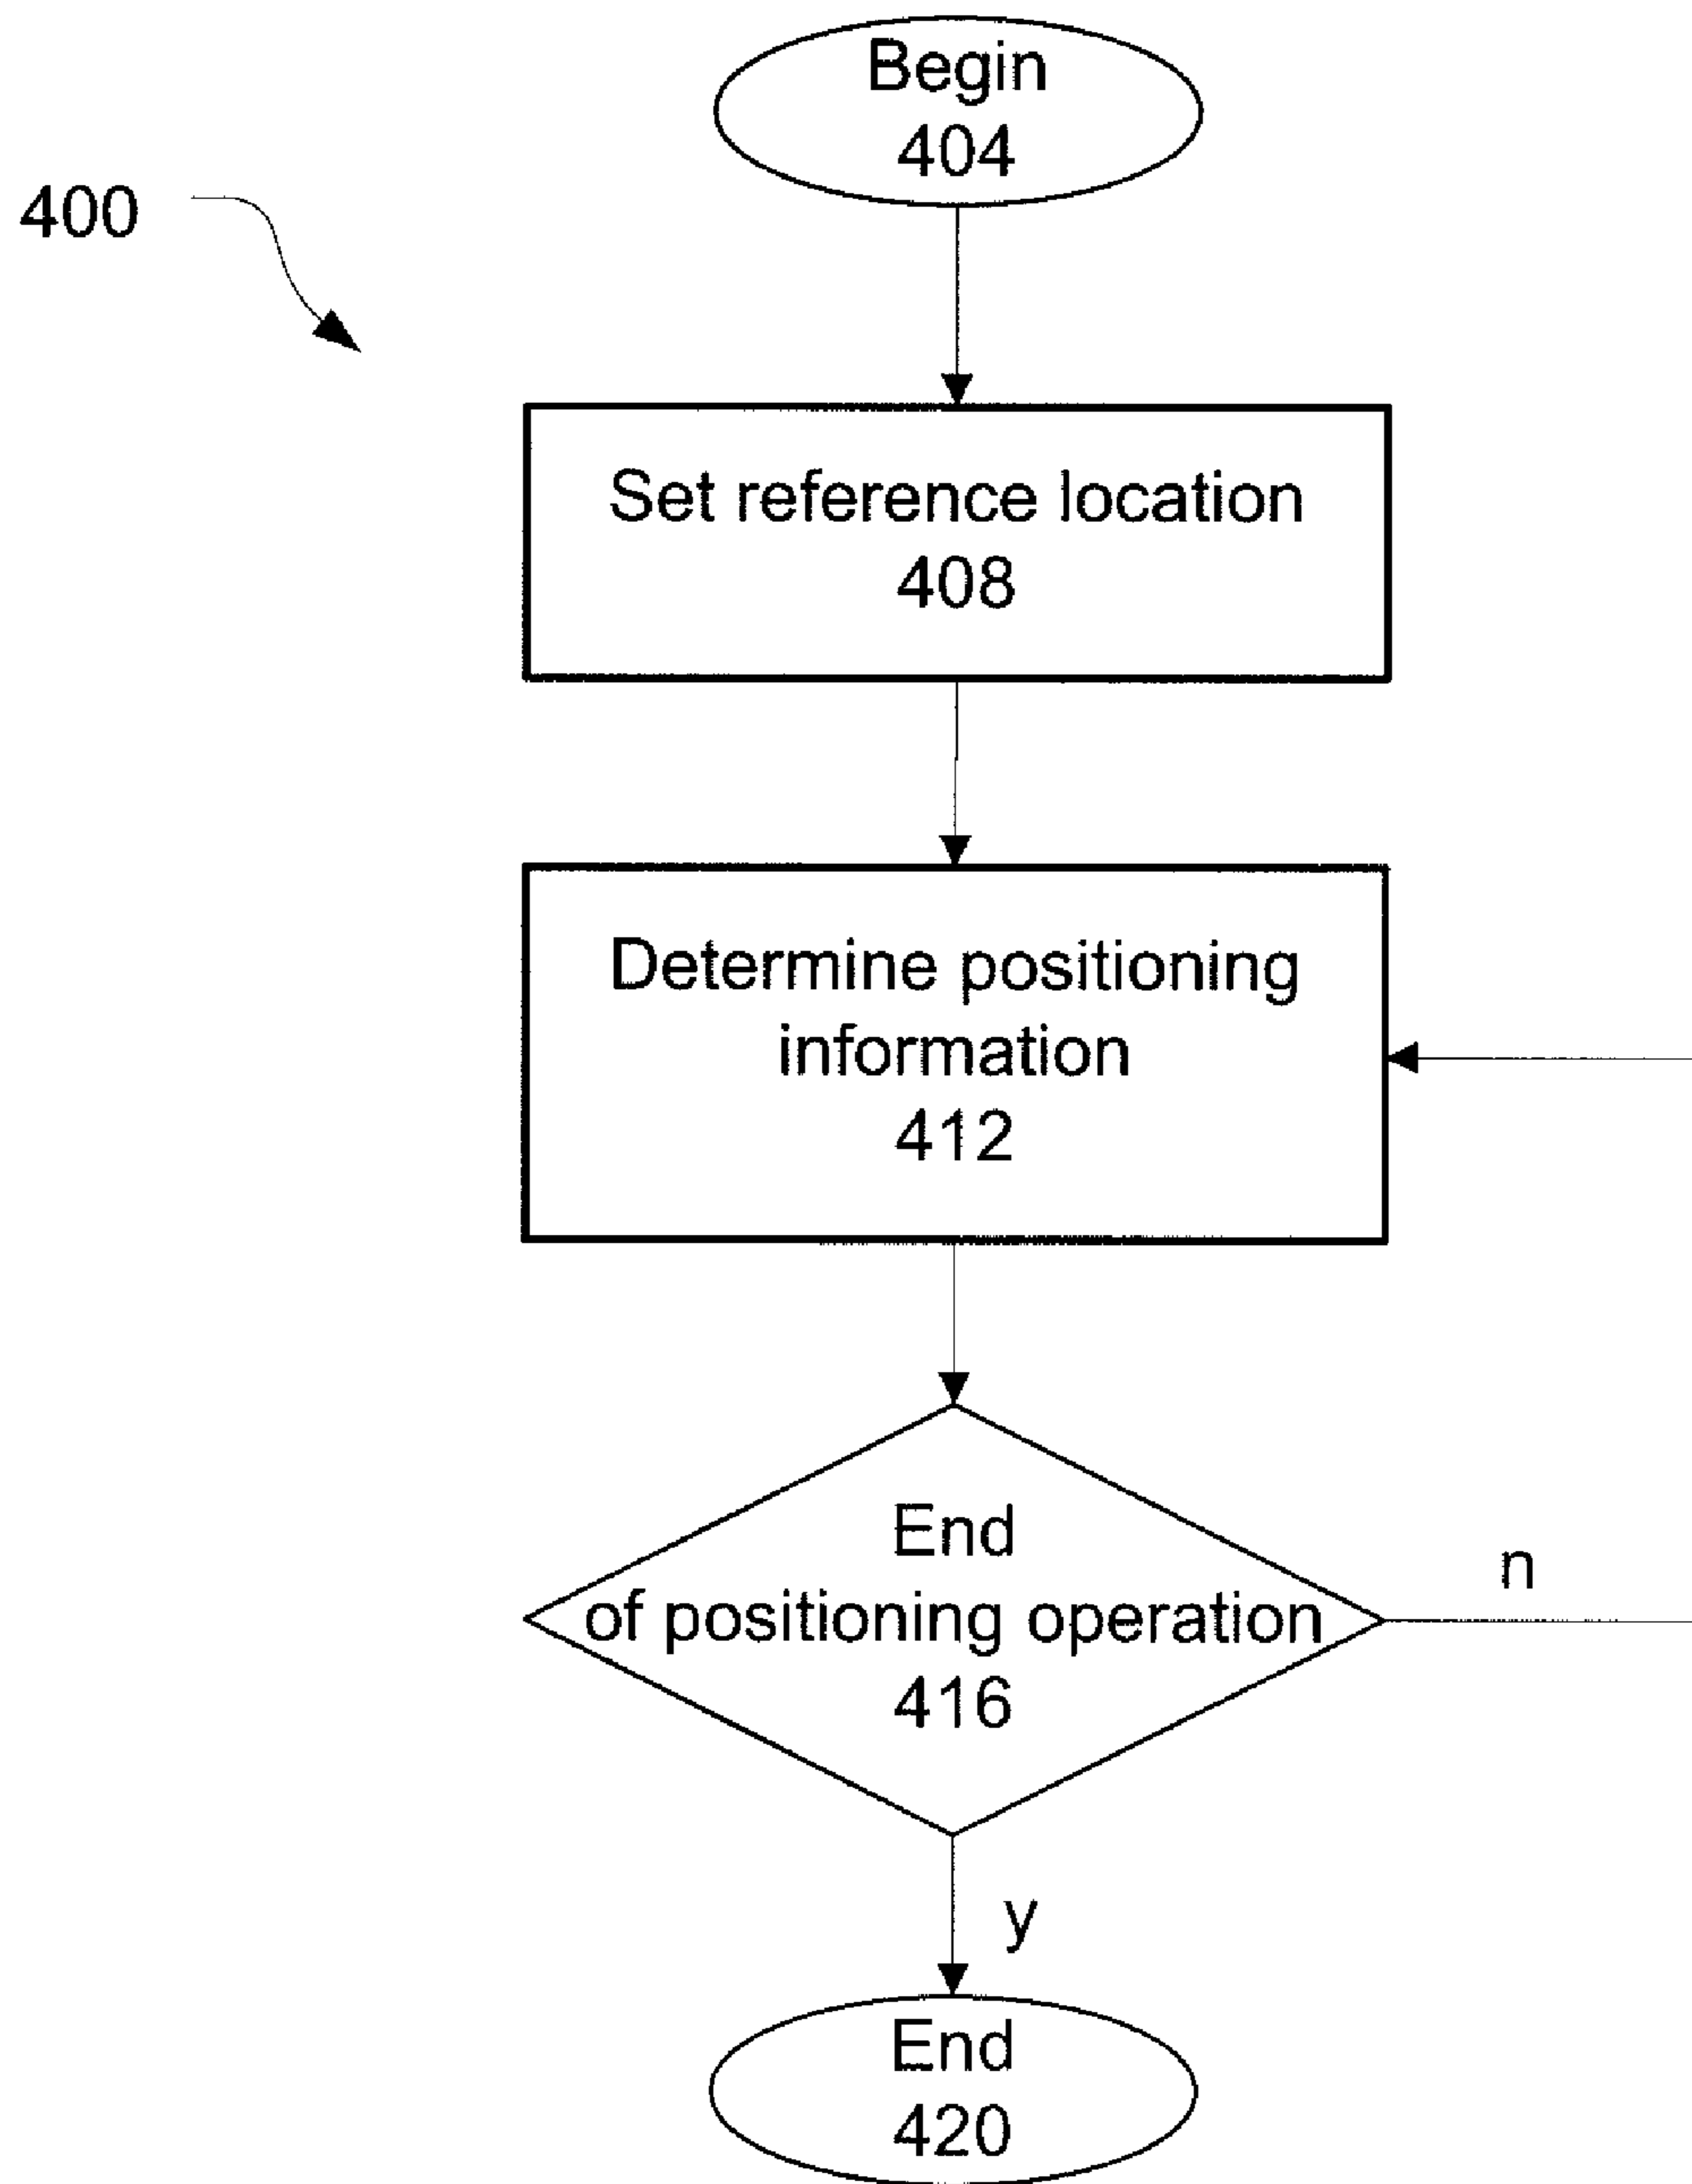 Begin
404
400
Set reference location
408
Determine positioning
information
412
End
of positioning operation
416
n
y
End
420